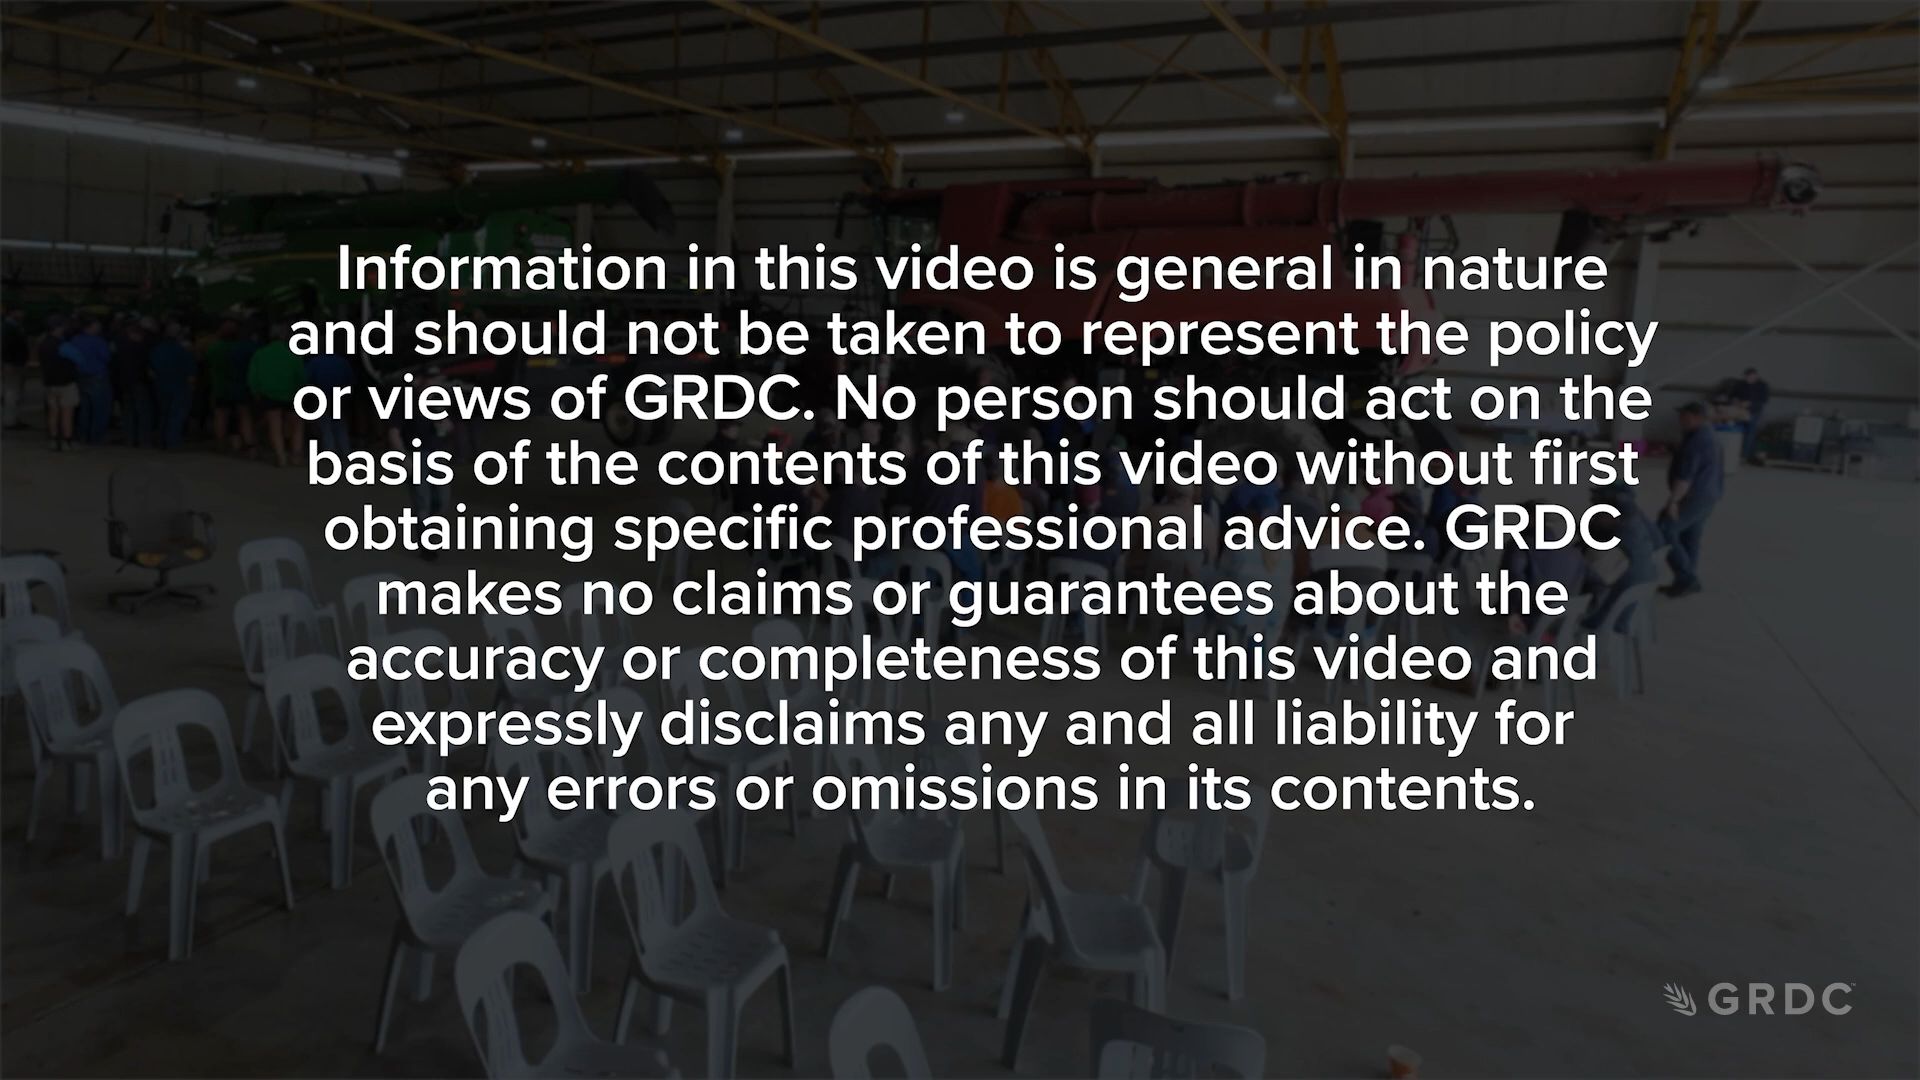 Information in this video is general in nature
and should not be taken to represent the policy
or views of GRDC. No person should act on the
basis of the contents of this video without first
obtaining specific professional advice. GRDC
makes no claims or guarantees about the
accuracy or completeness of this video and
expressly disclaims any and all liability for
any errors or omissions in its contents.
GRDC™